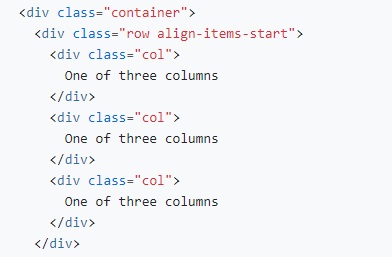 <div class="container">
  <div class="row align-items-start">
    <div class="col">
      One of three columns
    </div>
    <div class="col">
      One of three columns
    </div>
    <div class="col">
      One of three columns
    </div>
  </div>